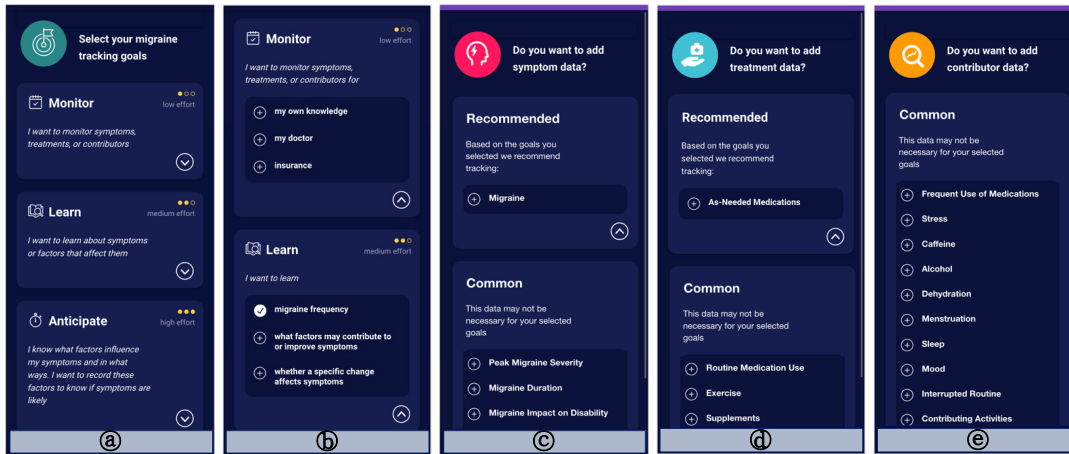 Select your migraine
tracking goals
Monitor
low effort
I want to monitor symptoms,
treatments, or contributors
Learn
medium effort
I want to learn about symptoms
or factors that affect them
Anticipate
high effort
I know what factors influence
my symptoms and in what
ways. I want to record these
factors to know if symptoms are
likely
ⓐ
Monitor
low effort
I want to monitor symptoms,
treatments, or contributors for
my own knowledge
my doctor
insurance
Learn
medium effort
I want to learn
migraine frequency
what factors may contribute to
or improve symptoms
whether a specific change
affects symptoms
ⓑ
Do you want to add
symptom data?
Recommended
Based on the goals you
selected we recommend
tracking:
Migraine
Common
This data may not be
necessary for your selected
goals
Peak Migraine Severity
Migraine Duration
Migraine Impact on Disability
ⓒ
Do you want to add
treatment data?
Recommended
Based on the goals you
selected we recommend
tracking:
As-Needed Medications
Common
This data may not be
necessary for your selected
goals
Routine Medication Use
Exercise
Supplements
ⓓ
Do you want to add
contributor data?
Common
This data may not be
necessary for your selected
goals
Frequent Use of Medications
Stress
Caffeine
Alcohol
Dehydration
Menstruation
Sleep
Mood
Interrupted Routine
Contributing Activities
ⓔ